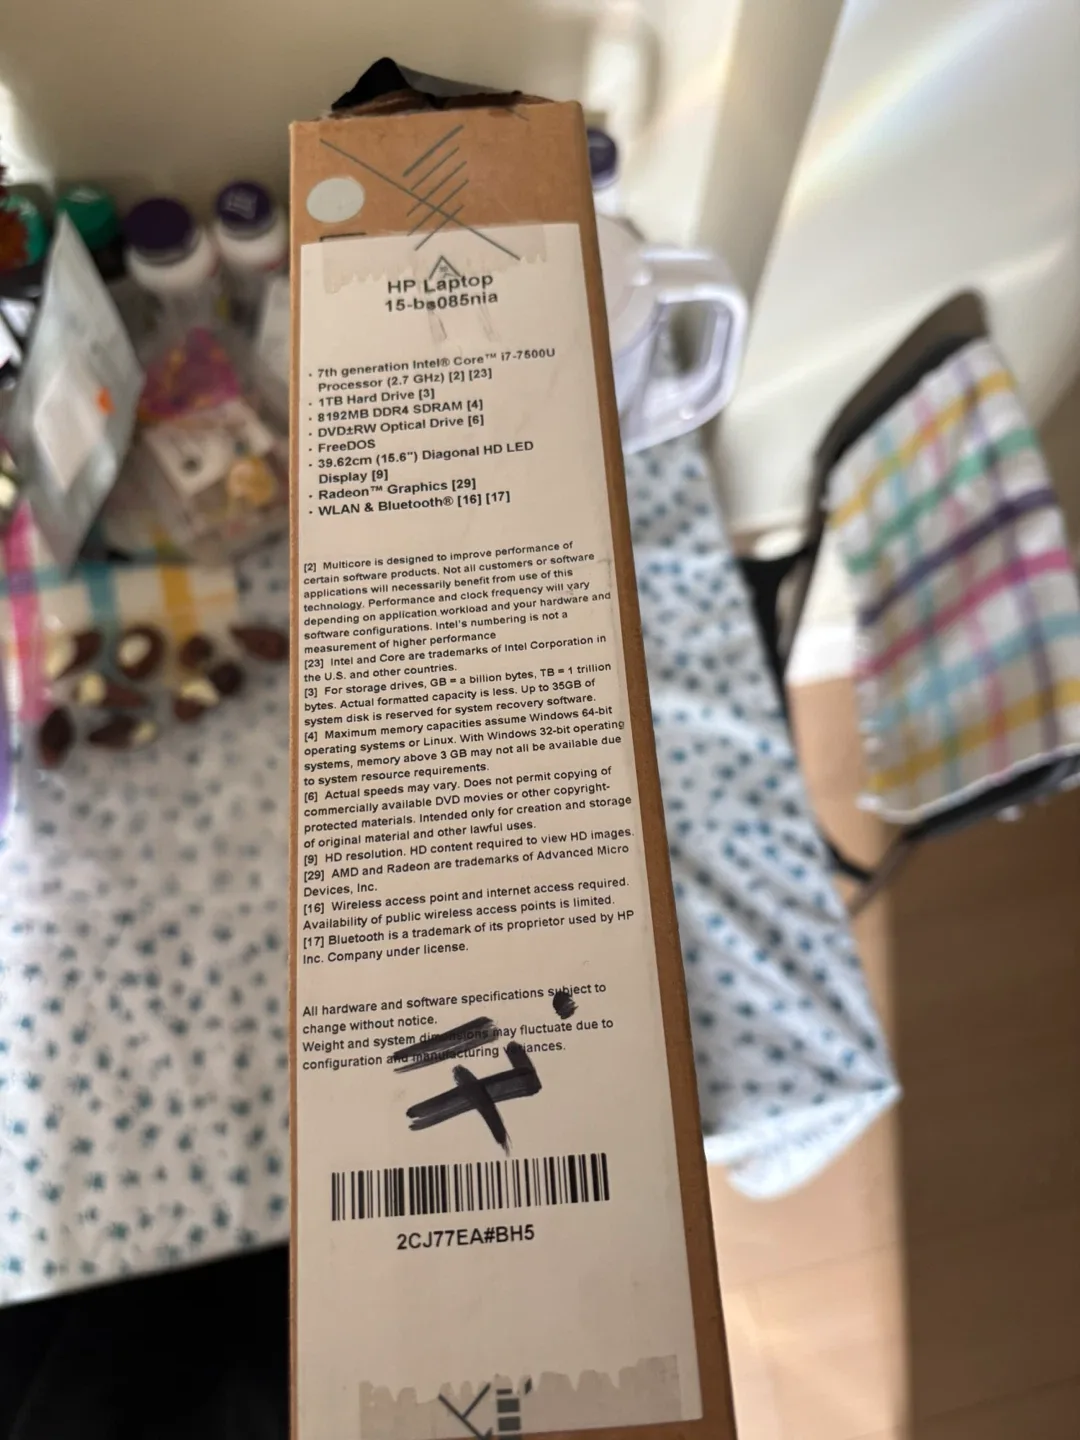 HP Laptop
15-bs085nia
· 7th generation Intel® Core™ i7-7500U
Processor (2.7 GHz) [2] [23]
· 1TB Hard Drive [3]
· 8192MB DDR4 SDRAM [4]
· DVD±RW Optical Drive [6]
· FreeDOS
· 39.62cm (15.6") Diagonal HD LED
Display [9]
· Radeon™ Graphics [29]
· WLAN & Bluetooth® [16] [17]
[2] Multicore is designed to improve performance of
certain software products. Not all customers or software
applications will necessarily benefit from use of this
technology. Performance and clock frequency will vary
depending on application workload and your hardware and
software configurations. Intel's numbering is not a
measurement of higher performance
[23] Intel and Core are trademarks of Intel Corporation in
the U.S. and other countries.
[3] For storage drives, GB = a billion bytes, TB = 1 trillion
bytes. Actual formatted capacity is less. Up to 35GB of
system disk is reserved for system recovery software.
[4] Maximum memory capacities assume Windows 64-bit
operating systems or Linux. With Windows 32-bit operating
systems, memory above 3 GB may not all be available due
to system resource requirements.
[6] Actual speeds may vary. Does not permit copying of
commercially available DVD movies or other copyright-
protected materials. Intended only for creation and storage
of original material and other lawful uses.
[9] HD resolution. HD content required to view HD images.
[29] AMD and Radeon are trademarks of Advanced Micro
Devices, Inc.
[16] Wireless access point and internet access required.
Availability of public wireless access points is limited.
[17] Bluetooth is a trademark of its proprietor used by HP
Inc. Company under license.
All hardware and software specifications subject to
change without notice.
Weight and system dimensions may fluctuate due to
configuration and manufacturing variances.
2CJ77EA#BH5